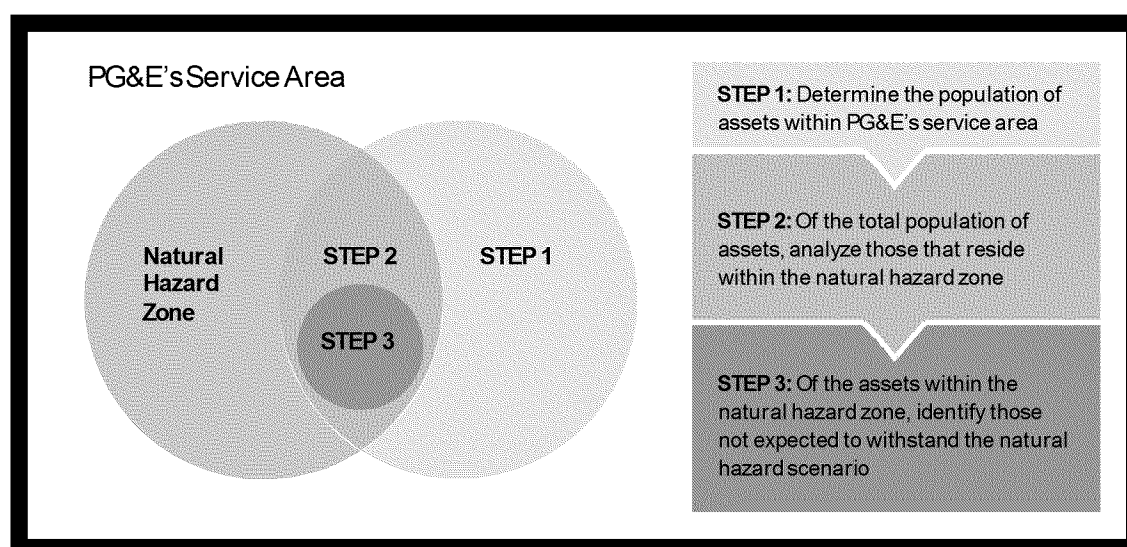 PG&E's Service Area
Natural
Hazard
Zone
STEP 2
STEP 1
STEP 3
STEP 1: Determine the population of
assets within PG&E's service area
STEP 2: Of the total population of
assets, analyze those that reside
within the natural hazard zone
STEP 3: Of the assets within the
natural hazard zone, identify those
not expected to withstand the natural
hazard scenario